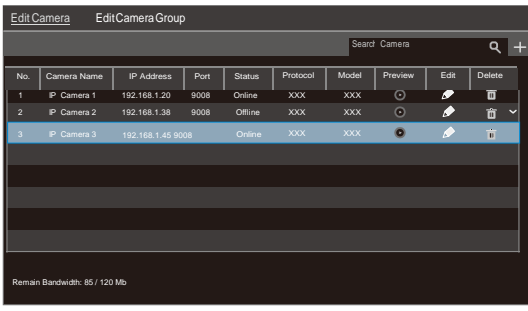 Edit Camera Edit Camera Group
Search Camera
No. Camera Name IP Address Port Status Protocol Model Preview Edit Delete
1 IP Camera 1 192.168.1.20 9008 Online XXX XXX
2 IP Camera 2 192.168.1.38 9008 Offline XXX XXX
3 IP Camera 3 192.168.1.45 9008 Online XXX XXX
Remain Bandwidth: 85 / 120 Mb